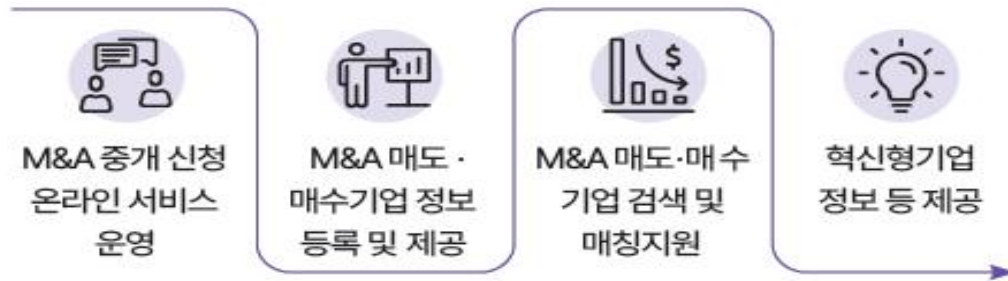 M&A 중개 신청
온라인 서비스
운영
M&A 매도 ·
매수기업 정보
등록 및 제공
$
M&A 매도·매수
기업 검색 및
매칭지원
혁신형기업
정보 등 제공